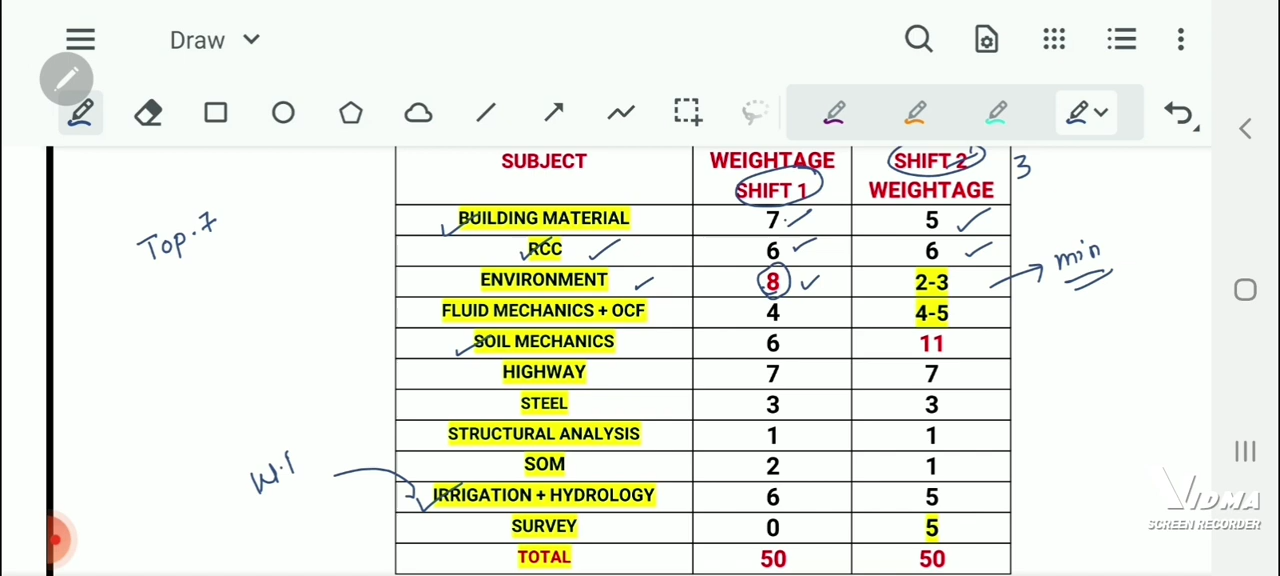 Draw
SUBJECT WEIGHTAGE SHIFT 1 SHIFT 2 WEIGHTAGE 3
BUILDING MATERIAL 7 5
Top.7
RCC 6 6
min
ENVIRONMENT 8 2-3
FLUID MECHANICS + OCF 4 4-5
SOIL MECHANICS 6 11
HIGHWAY 7 7
STEEL 3 3
STRUCTURAL ANALYSIS 1 1
SOM 2 1
IRRIGATION + HYDROLOGY 6 5
SURVEY 0 5
TOTAL 50 50
VIDMA
SCREEN RECORDER